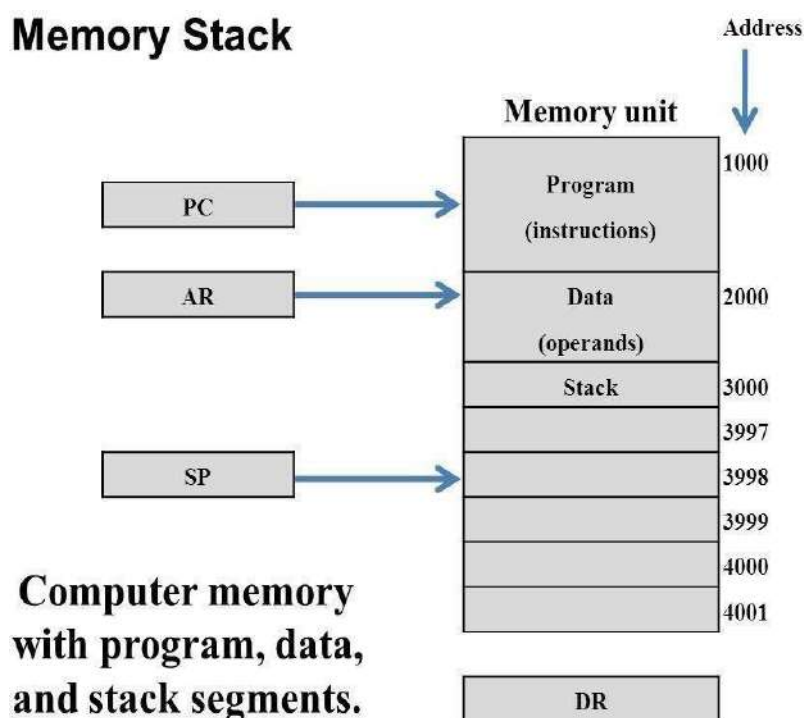 Memory Stack
Address
Memory unit
1000
Program
(instructions)
PC
AR
Data
(operands)
2000
Stack
3000
3997
SP
3998
3999
4000
4001
Computer memory
with program, data,
and stack segments.
DR